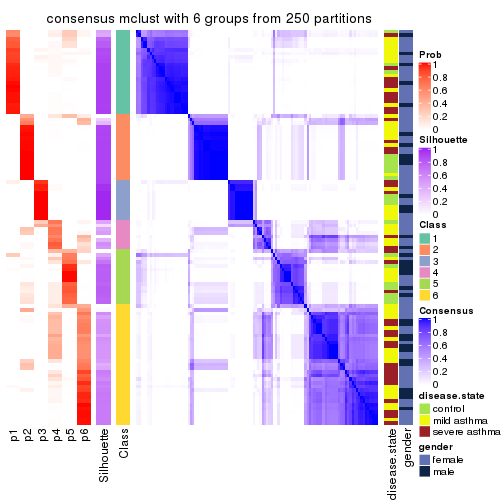 consensus mclust with 6 groups from 250 partitions
Prob
1
0.8
0.6
0.4
0.2
0
Silhouette
1
0.8
0.6
0.4
0.2
0
Class
1
2
3
4
5
6
Consensus
1
0.8
0.6
0.4
0.2
0
disease.state
control
mild asthma
severe asthma
gender
female
male
p1
p2
p3
p4
p5
p6
Silhouette
Class
disease.state
gender